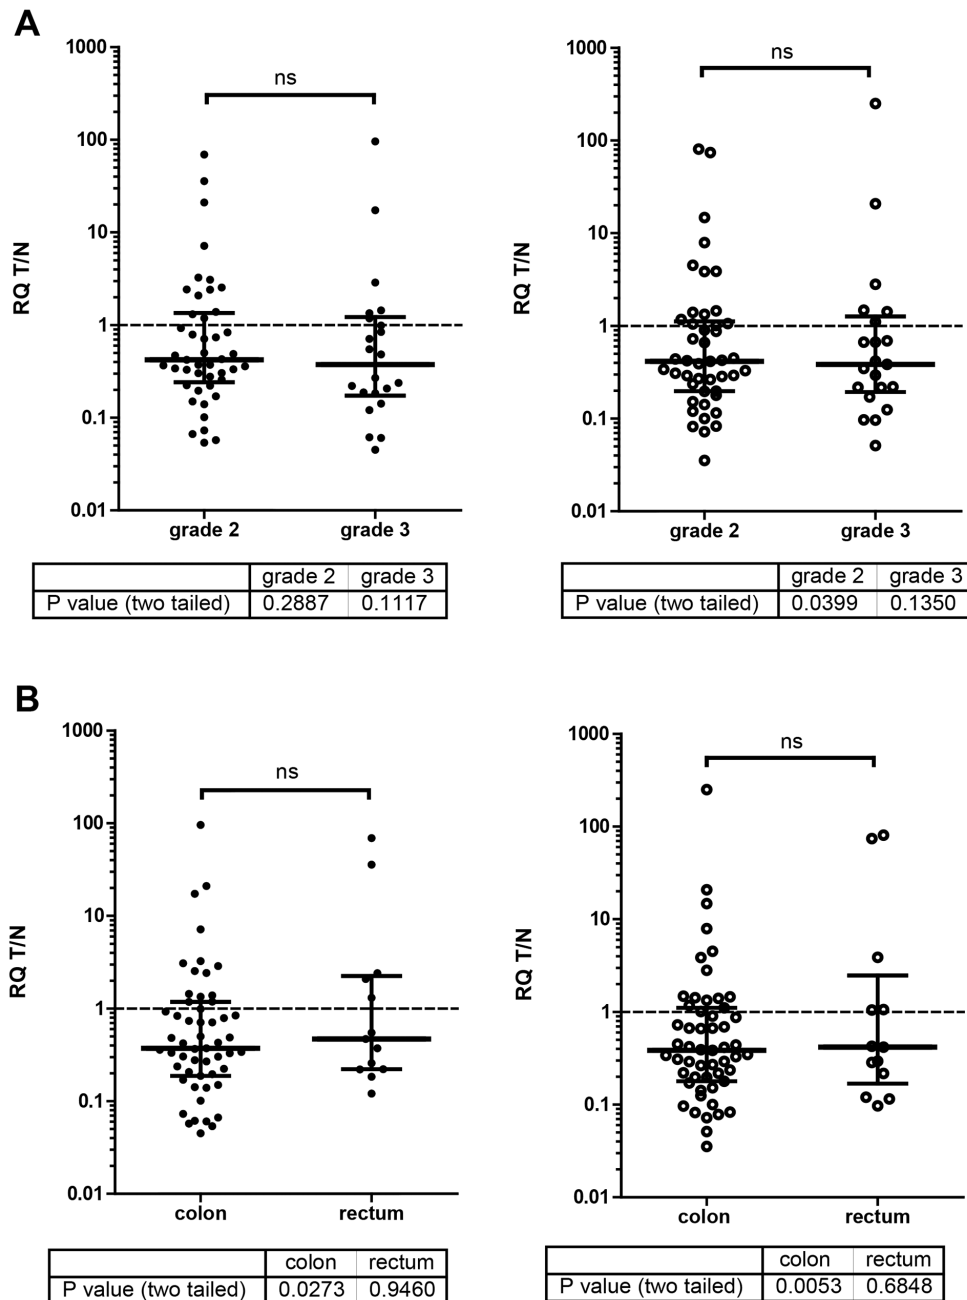 A
1000
100
10
1
0.1
0.01
RQ T/N
ns
grade 2
grade 3
grade 2 grade 3
P value (two tailed) 0.2887 0.1117
1000
100
10
1
0.1
0.01
RQ T/N
ns
grade 2
grade 3
grade 2 grade 3
P value (two tailed) 0.0399 0.1350
B
1000
100
10
1
0.1
0.01
RQ T/N
ns
colon
rectum
colon rectum
P value (two tailed) 0.0273 0.9460
1000
100
10
1
0.1
0.01
RQ T/N
ns
colon
rectum
colon rectum
P value (two tailed) 0.0053 0.6848